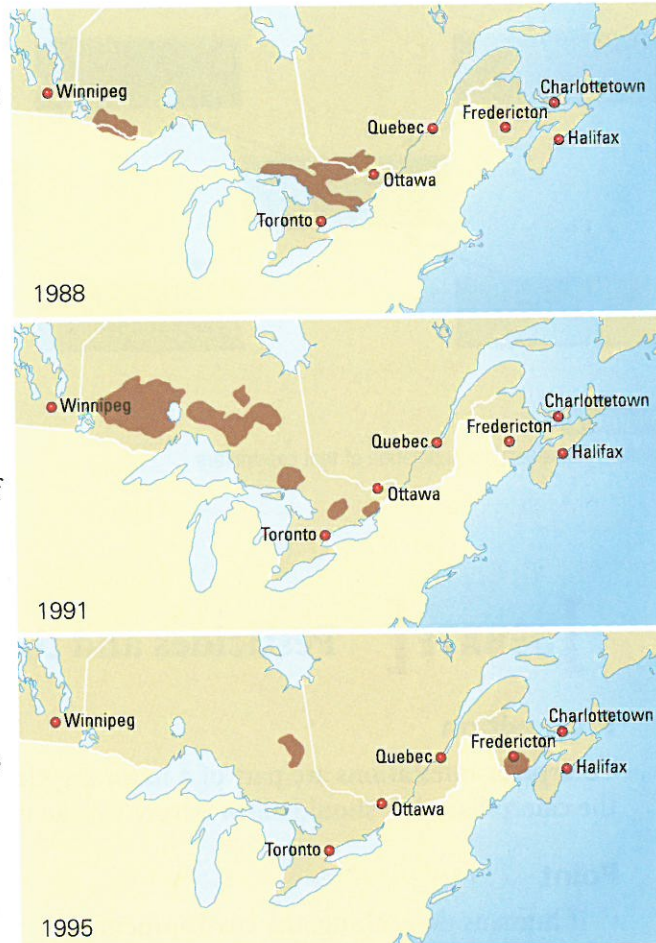 Winnipeg
Charlottetown
Quebec
Fredericton
Halifax
Ottawa
Toronto
1988
Winnipeg
Charlottetown
Quebec
Fredericton
Halifax
Ottawa
Toronto
1991
Winnipeg
Charlottetown
Quebec
Fredericton
Halifax
Ottawa
Toronto
1995